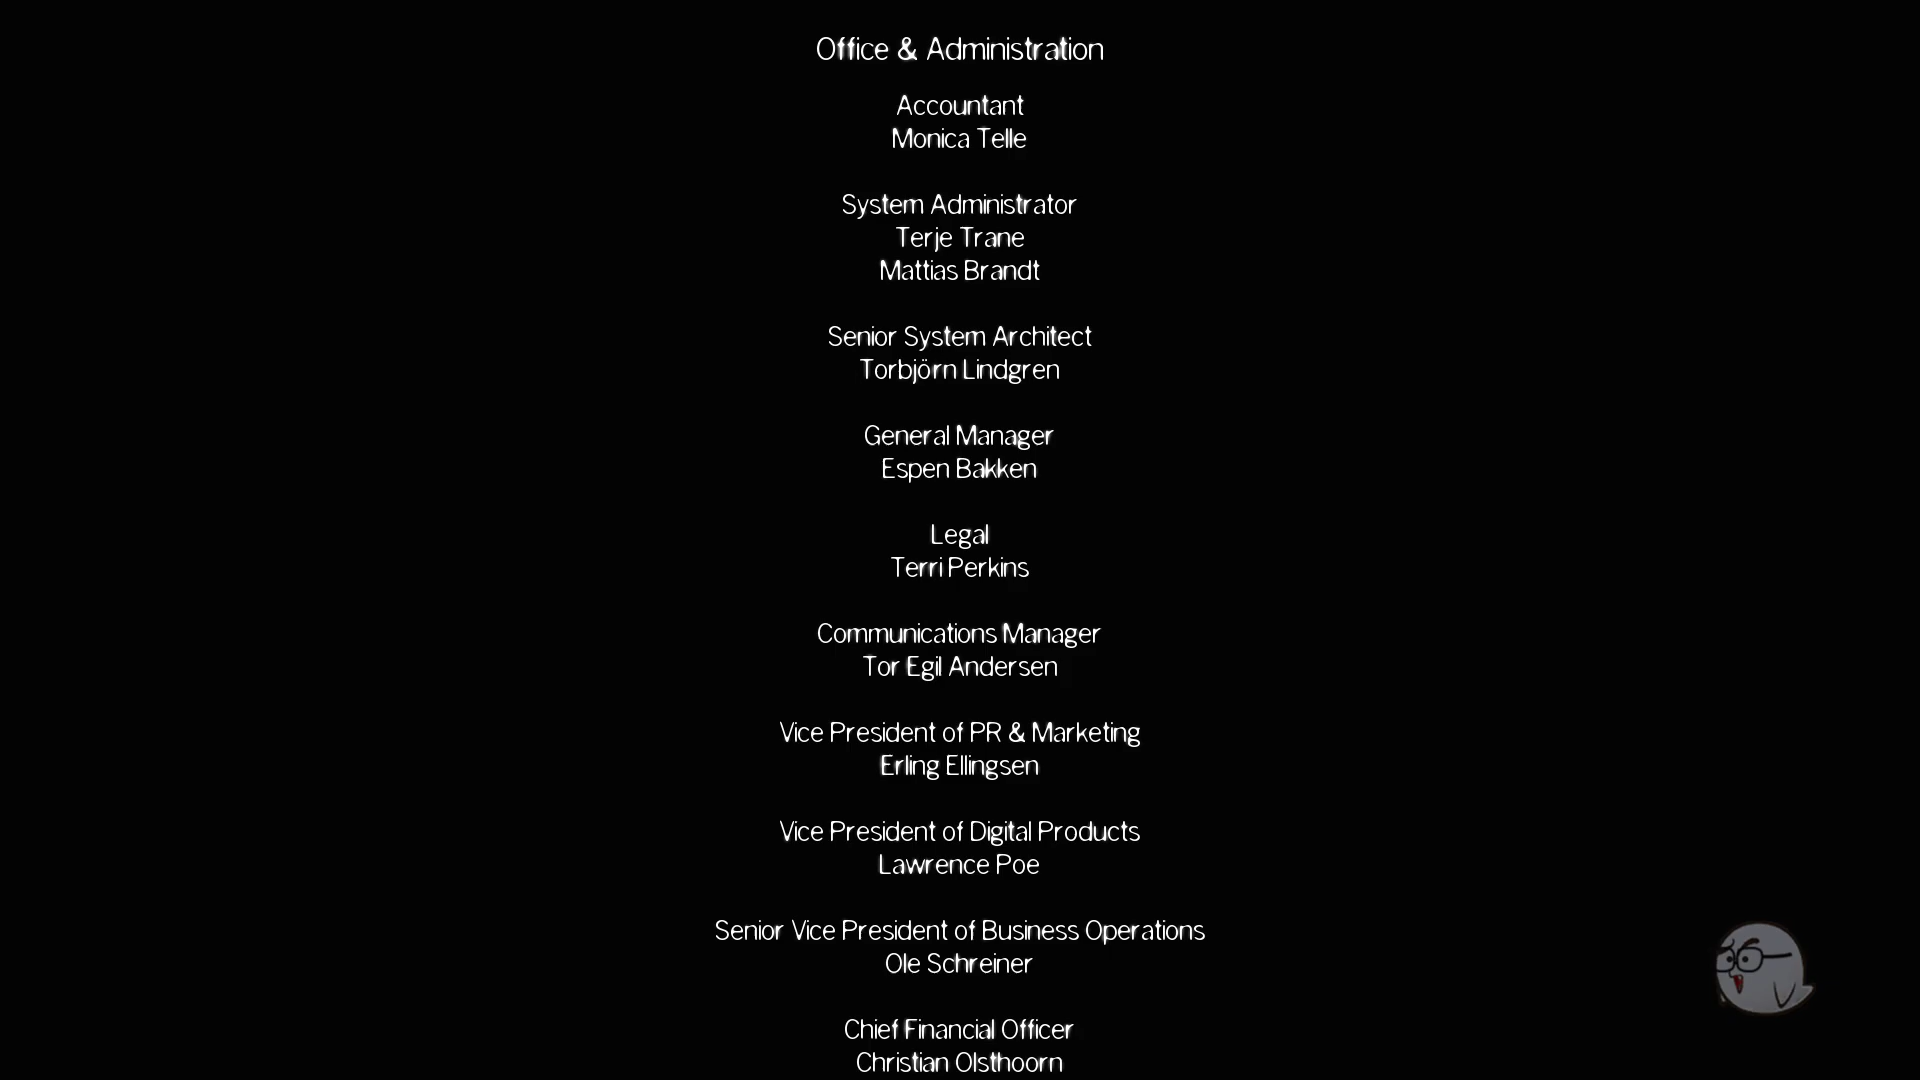 Office & Administration
Accountant
Monica Telle
System Administrator
Terje Trane
Mattias Brandt
Senior System Architect
Torbjörn Lindgren
General Manager
Espen Bakken
Legal
Terri Perkins
Communications Manager
Tor Egil Andersen
Vice President of PR & Marketing
Erling Ellingsen
Vice President of Digital Products
Lawrence Poe
Senior Vice President of Business Operations
Ole Schreiner
Chief Financial Officer
Christian Olsthoorn